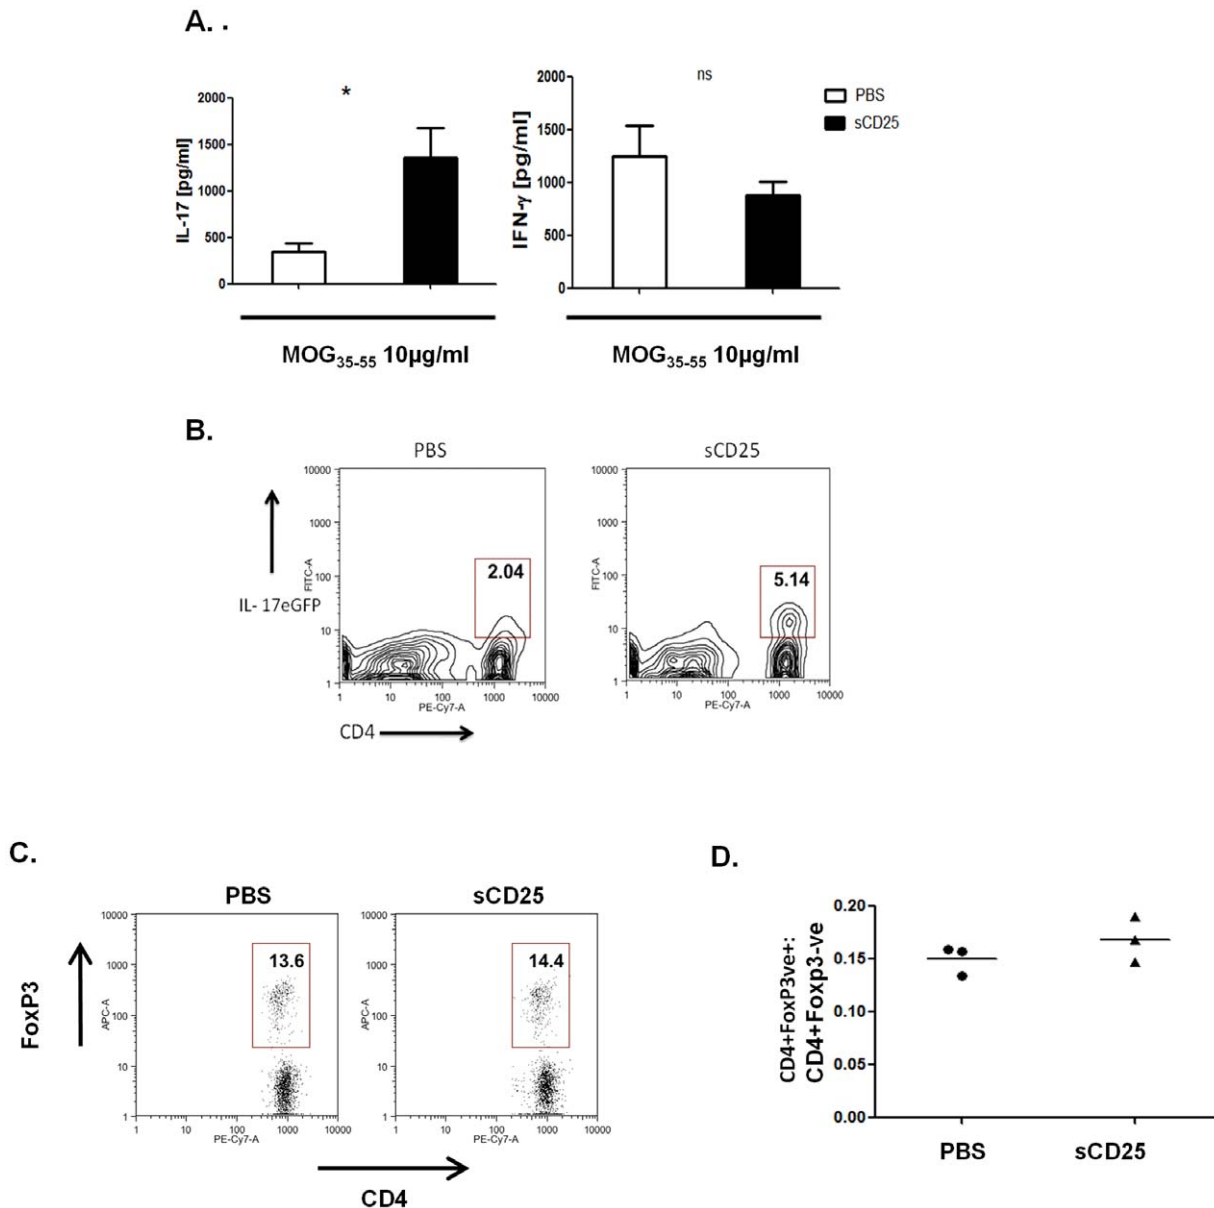 A. .
*
IL-17 [pg/ml]
2000
1500
1000
500
0
MOG35-55 10µg/ml
ns
IFN-γ [pg/ml]
2000
1500
1000
500
0
MOG35-55 10µg/ml
PBS
sCD25
B.
PBS
IL- 17eGFP
FITC-A
10000
1000
100
10
1
2.04
1 10 100 1000 10000
PE-Cy7-A
CD4
sCD25
FITC-A
10000
1000
100
10
1
5.14
1 10 100 1000 10000
PE-Cy7-A
C.
PBS
FoxP3
APC-A
10000
1000
100
10
1
13.6
1 10 100 1000 10000
PE-Cy7-A
sCD25
APC-A
10000
1000
100
10
1
14.4
1 10 100 1000 10000
PE-Cy7-A
CD4
D.
CD4+FoxP3ve+:
CD4+Foxp3-ve
0.20
0.15
0.10
0.05
0.00
PBS
sCD25